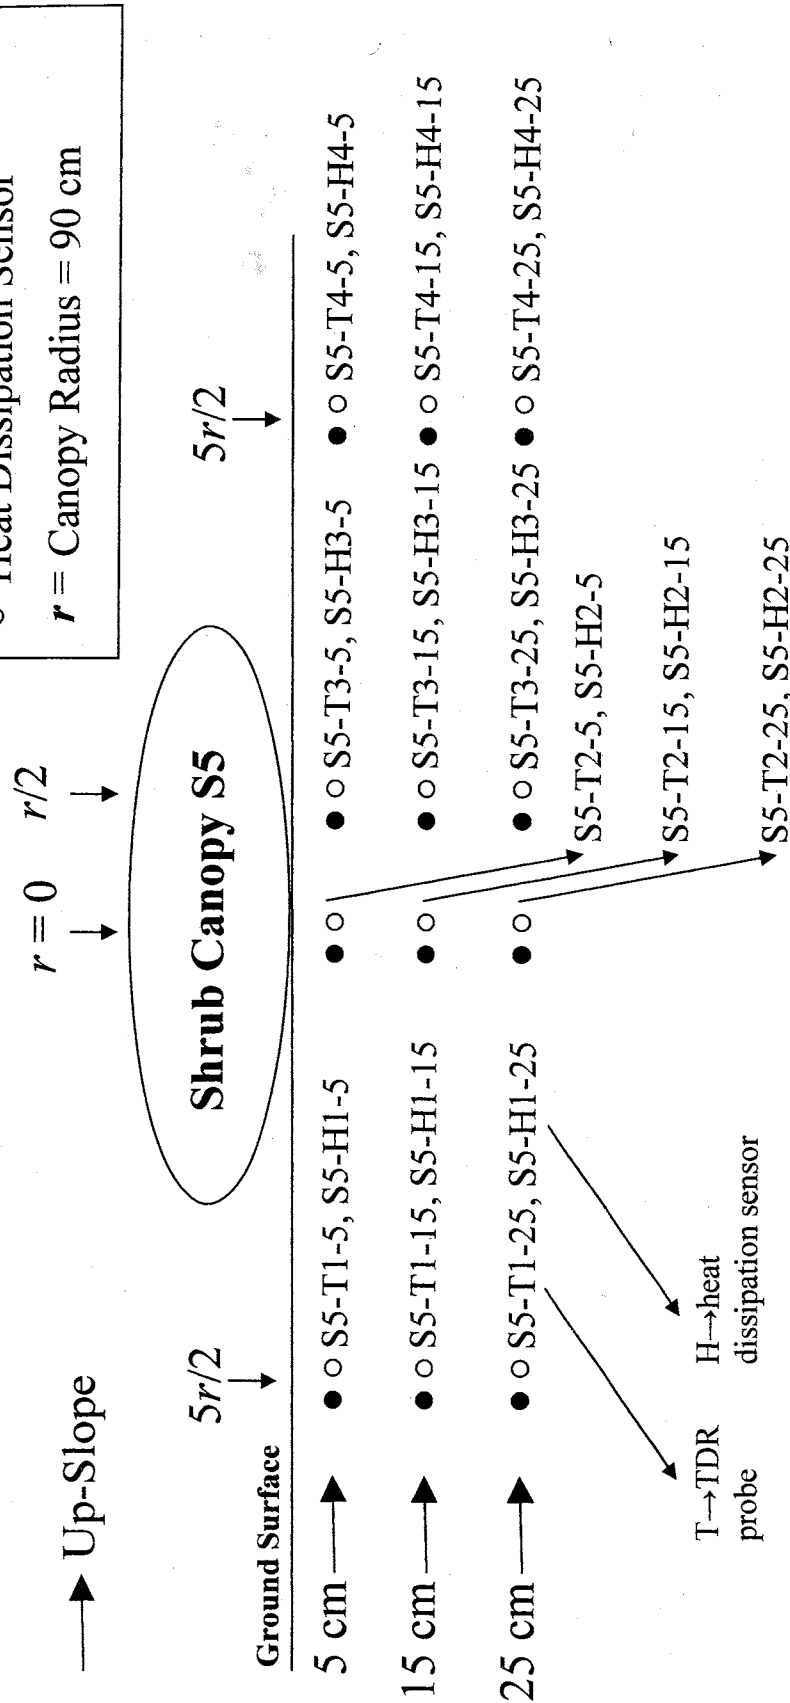 Heat Dissipation Sensor
r = Canopy Radius = 90 cm
→ Up-Slope
r = 0
r/2
5r/2
5r/2
Shrub Canopy S5
Ground Surface
5 cm →
S5-T1-5, S5-H1-5
S5-T3-5, S5-H3-5
S5-T4-5, S5-H4-5
15 cm →
S5-T1-15, S5-H1-15
S5-T3-15, S5-H3-15
S5-T4-15, S5-H4-15
25 cm →
S5-T1-25, S5-H1-25
S5-T3-25, S5-H3-25
S5-T4-25, S5-H4-25
S5-T2-5, S5-H2-5
S5-T2-15, S5-H2-15
S5-T2-25, S5-H2-25
T→TDR
probe
H→heat
dissipation sensor